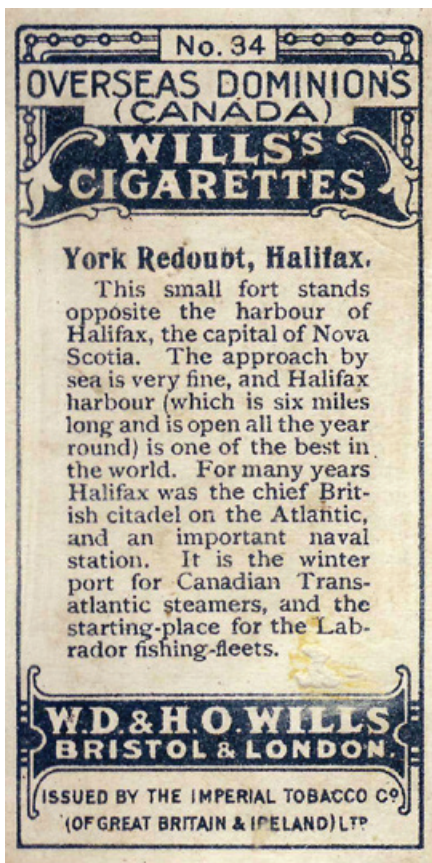 No. 34
OVERSEAS DOMINIONS
(CANADA)
WILLS'S
CIGARETTES
York Redoubt, Halifax.
This small fort stands
opposite the harbour of
Halifax, the capital of Nova
Scotia. The approach by
sea is very fine, and Halifax
harbour (which is six miles
long and is open all the year
round) is one of the best in
the world. For many years
Halifax was the chief Brit-
ish citadel on the Atlantic,
and an important naval
station. It is the winter
port for Canadian Trans-
atlantic steamers, and the
starting-place for the Lab-
rador fishing-fleets.
W.D. & H.O. WILLS
BRISTOL & LONDON.
ISSUED BY THE IMPERIAL TOBACCO Cº
(OF GREAT BRITAIN & IRELAND) LTD.